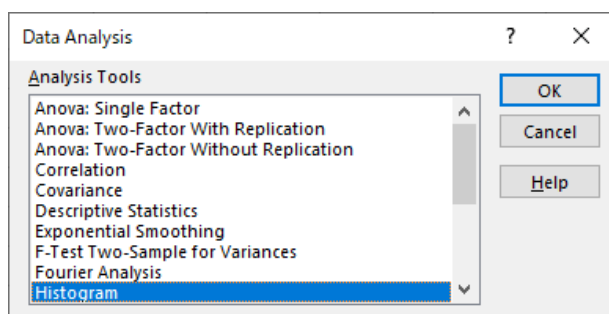 Data Analysis ?
Analysis Tools
Anova: Single Factor
Anova: Two-Factor With Replication
Anova: Two-Factor Without Replication
Correlation
Covariance
Descriptive Statistics
Exponential Smoothing
F-Test Two-Sample for Variances
Fourier Analysis
Histogram
OK
Cancel
Help